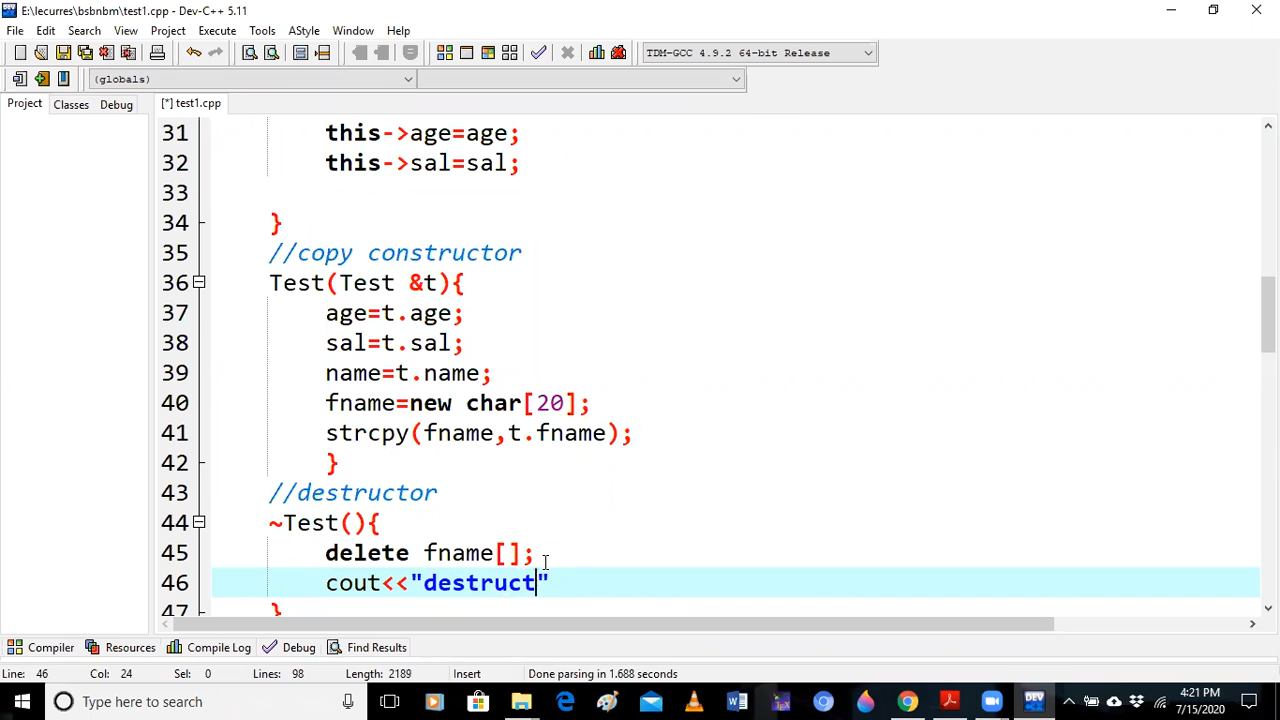 E:\lecurres\bsbnbm\test1.cpp - Dev-C++ 5.11
File Edit Search View Project Execute Tools AStyle Window Help
TDM-GCC 4.9.2 64-bit Release
(globals)
Project Classes Debug
[*] test1.cpp
31 this->age=age;
32 this->sal=sal;
33
34 }
35 //copy constructor
36 Test(Test &t){
37 age=t.age;
38 sal=t.sal;
39 name=t.name;
40 fname=new char[20];
41 strcpy(fname,t.fname);
42 }
43 //destructor
44 ~Test(){
45 delete fname[];
46 cout<<"destruct"
47 }
Compiler Resources Compile Log Debug Find Results
Line: 46 Col: 24 Sel: 0 Lines: 98 Length: 2189 Insert Done parsing in 1.688 seconds
Type here to search
DEV
4:21 PM
7/15/2020